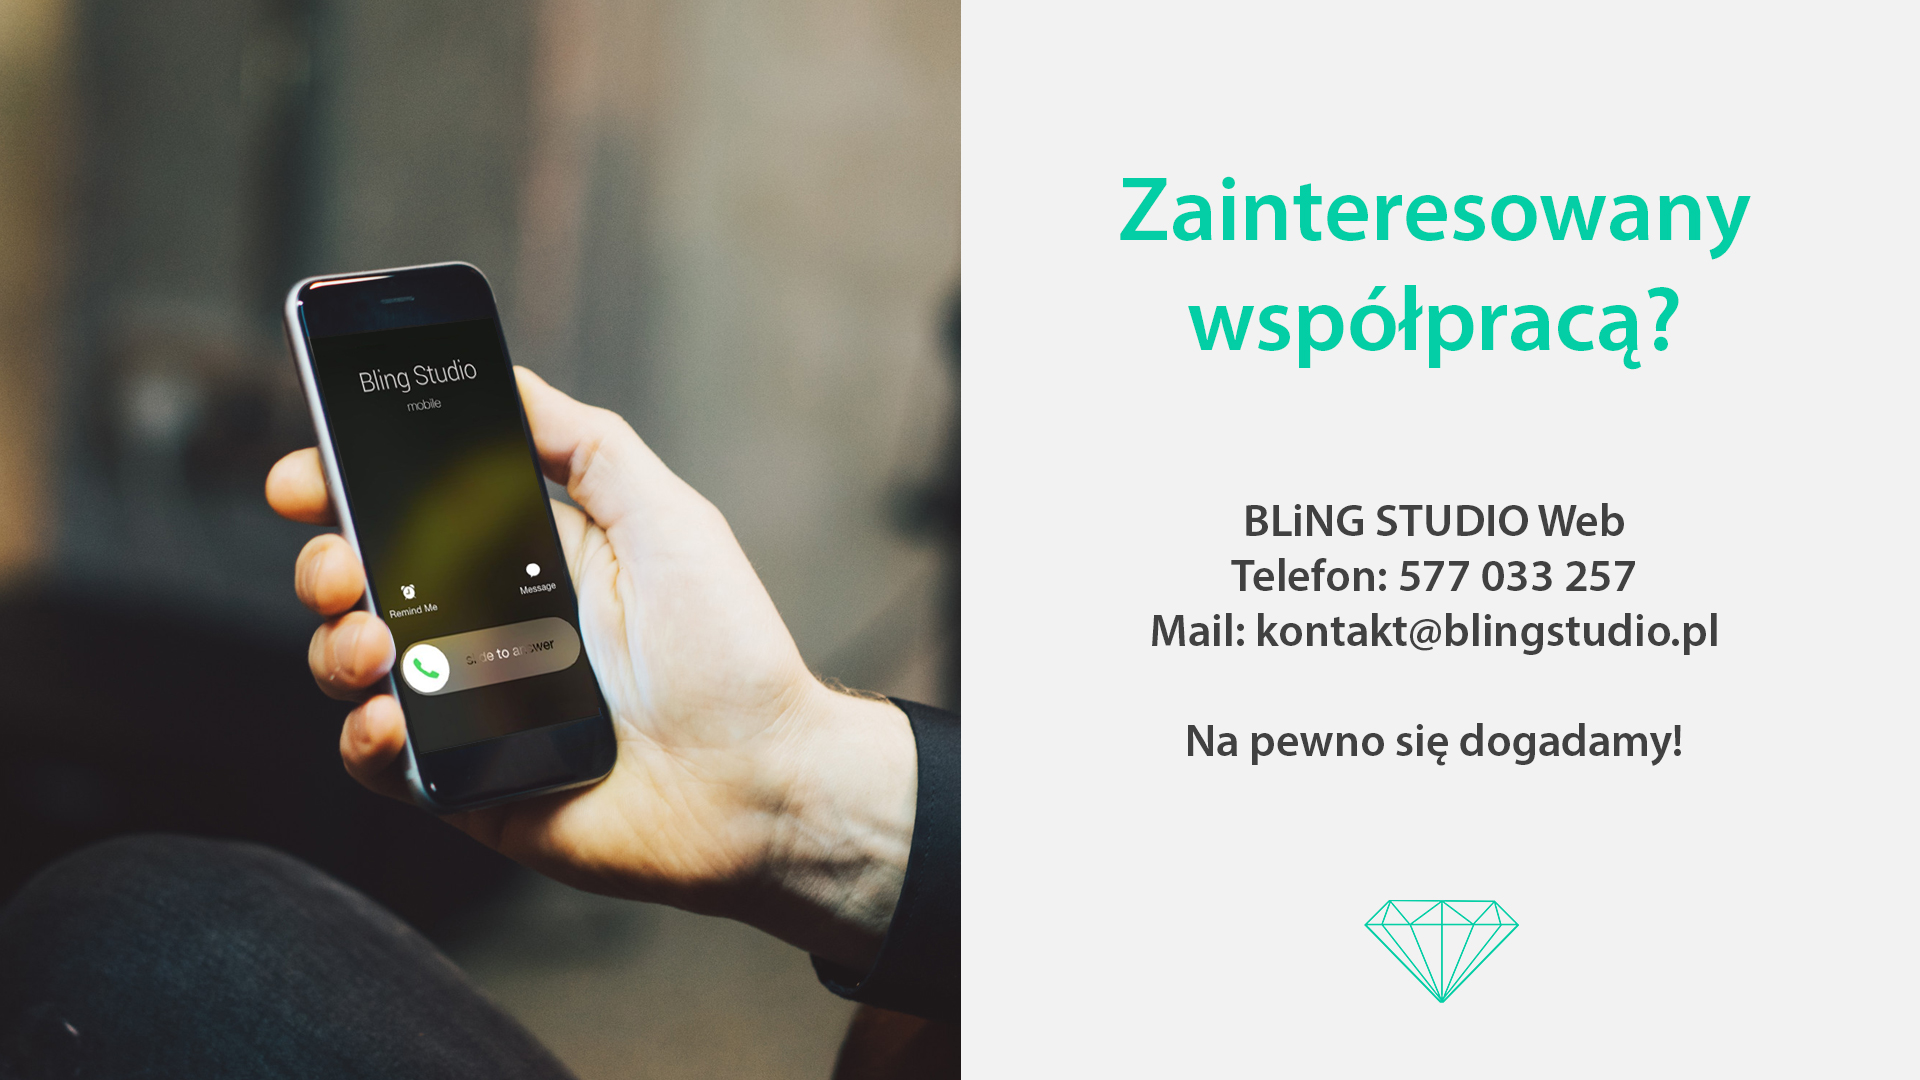 Bling Studio
mobile
Remind Me
Message
slide to answer
Zainteresowany
współpracą?
BLiNG STUDIO Web
Telefon: 577 033 257
Mail: kontakt@blingstudio.pl
Na pewno się dogadamy!